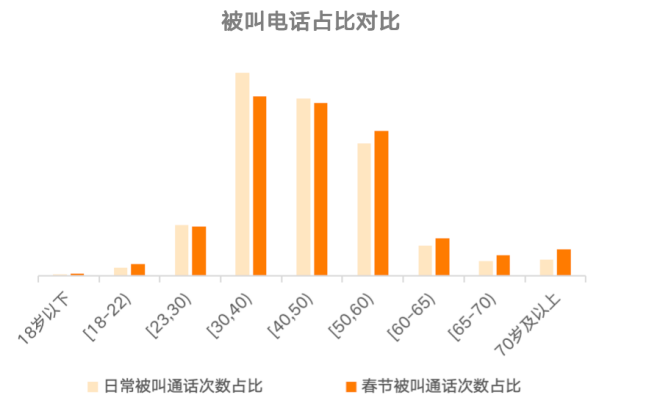 被叫电话占比对比
18岁以下
[18-22)
[23,30)
[30,40)
[40,50)
[50,60)
[60-65)
[65-70)
70岁及以上
日常被叫通话次数占比
春节被叫通话次数占比